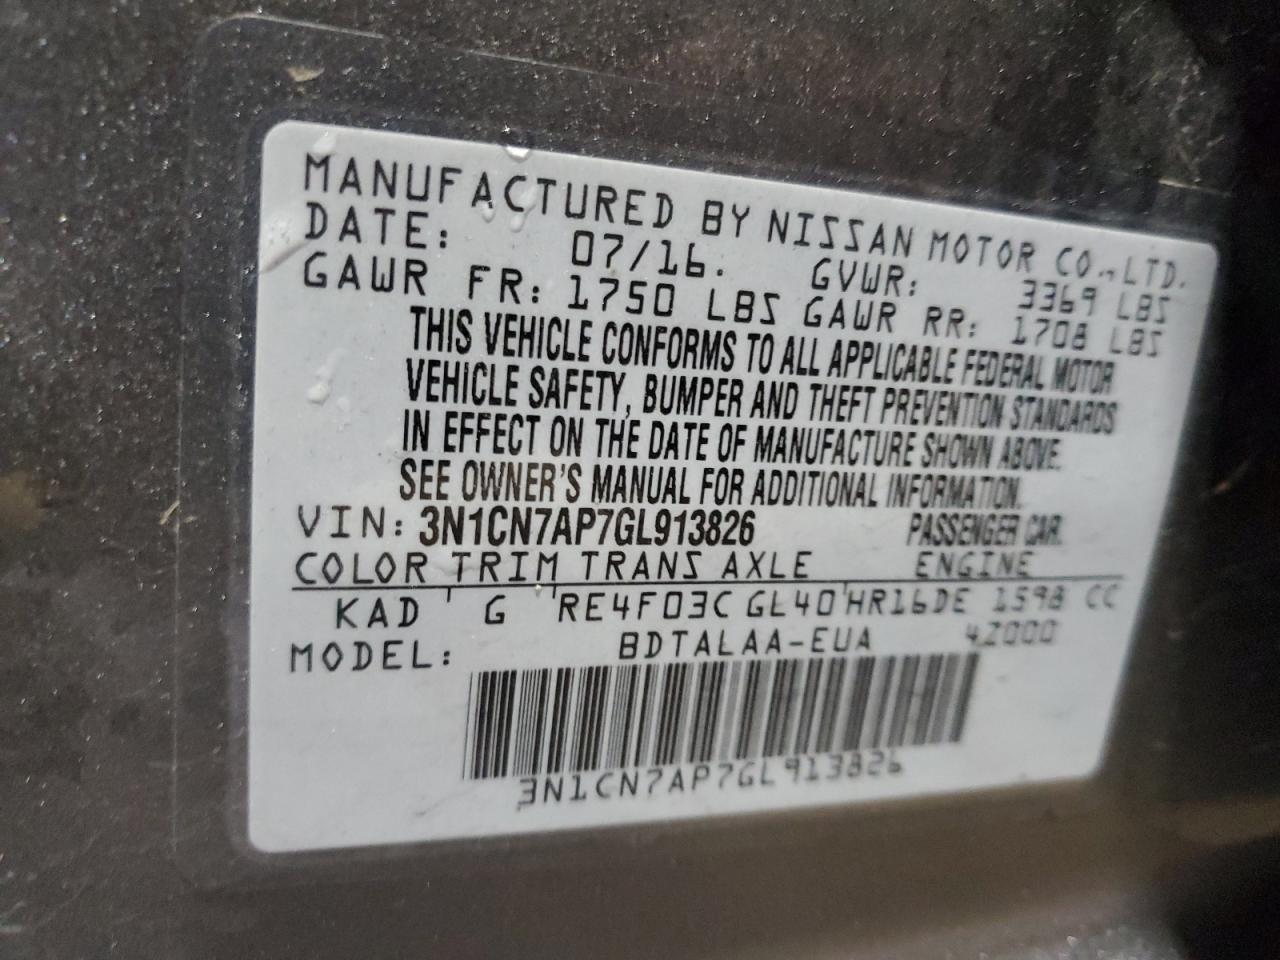 MANUFACTURED BY NISSAN MOTOR CO., LTD.
DATE: 07/16. GVWR: 3369 LBS
GAWR FR: 1750 LBS GAWR RR: 1708 LBS
THIS VEHICLE CONFORMS TO ALL APPLICABLE FEDERAL MOTOR
VEHICLE SAFETY, BUMPER AND THEFT PREVENTION STANDARDS
IN EFFECT ON THE DATE OF MANUFACTURE SHOWN ABOVE.
SEE OWNER'S MANUAL FOR ADDITIONAL INFORMATION.
VIN: 3N1CN7AP7GL913826 PASSENGER CAR.
COLOR TRIM TRANS AXLE ENGINE
KAD G RE4F03C GL40 HR16DE 1598 CC
MODEL: BDTALAA-EUA 42000
3N1CN7AP7GL913826